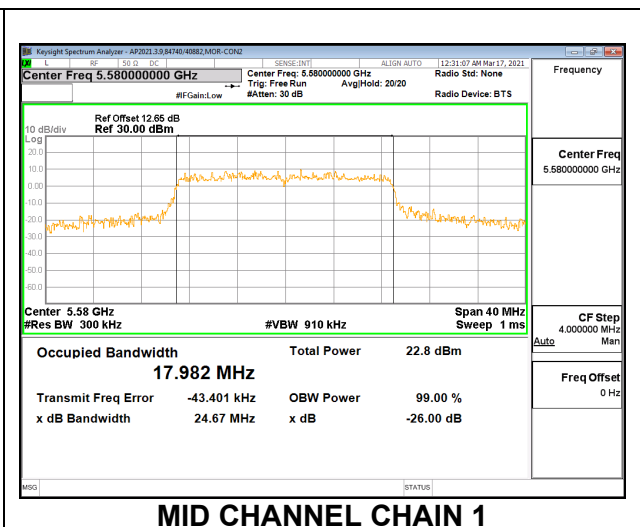 Keysight Spectrum Analyzer - AP2021.3.9,84740/40882,MOR-CON2
L RF 50 Ω DC SENSE:INT ALIGN AUTO 12:31:07 AM Mar 17, 2021
Center Freq 5.580000000 GHz Center Freq: 5.580000000 GHz Radio Std: None Frequency
Trig: Free Run Avg|Hold: 20/20
#IFGain:Low #Atten: 30 dB Radio Device: BTS
Ref Offset 12.65 dB
10 dB/div Ref 30.00 dBm
Log
20.0
10.0
0.00
-10.0
-20.0
-30.0
-40.0
-50.0
-60.0
Center Freq
5.580000000 GHz
Center 5.58 GHz Span 40 MHz
#Res BW 300 kHz #VBW 910 kHz Sweep 1 ms
CF Step
4.000000 MHz
Auto Man
Occupied Bandwidth Total Power 22.8 dBm
17.982 MHz
Freq Offset
0 Hz
Transmit Freq Error -43.401 kHz OBW Power 99.00 %
x dB Bandwidth 24.67 MHz x dB -26.00 dB
MSG STATUS
MID CHANNEL CHAIN 1